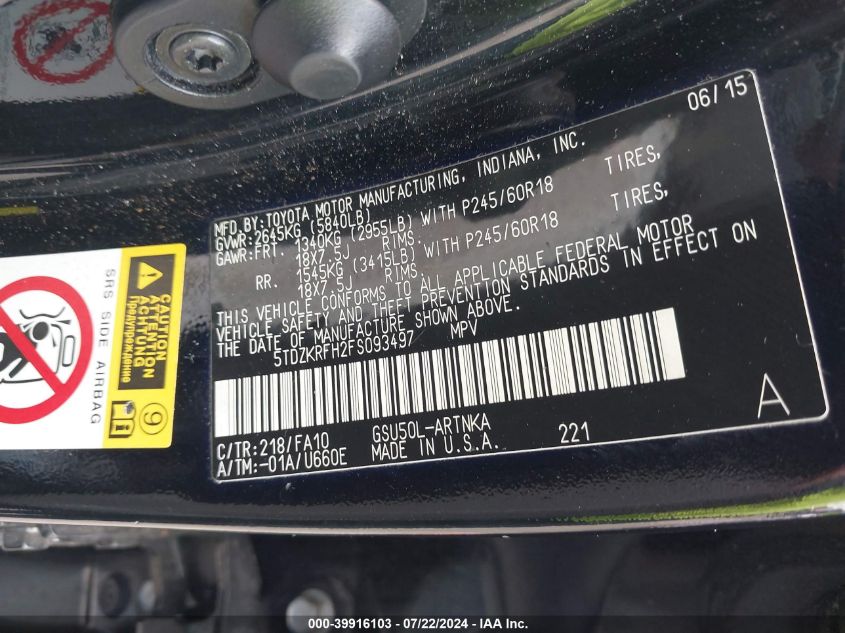 06/15
MFD.BY:TOYOTA MOTOR MANUFACTURING, INDIANA, INC.
GVWR:2645KG (5840LB)
GAWR:FRT. 1340KG (2955LB) WITH P245/60R18 TIRES,
18X7.5J RIMS.
RR. 1545KG (3415LB) WITH P245/60R18 TIRES,
18X7.5J RIMS.
THIS VEHICLE CONFORMS TO ALL APPLICABLE FEDERAL MOTOR
VEHICLE SAFETY AND THEFT PREVENTION STANDARDS IN EFFECT ON
THE DATE OF MANUFACTURE SHOWN ABOVE.
5TDZKRFH2FS093497 MPV
A
C/TR:218/FA10 GSU50L-ARTNKA
A/TM:-01A/U660E MADE IN U.S.A. 221
SRS SIDE AIRBAG
CAUTION
ATTENTION
ACHTUNG
Предупреждение
9
000-39916103 - 07/22/2024 - IAA Inc.